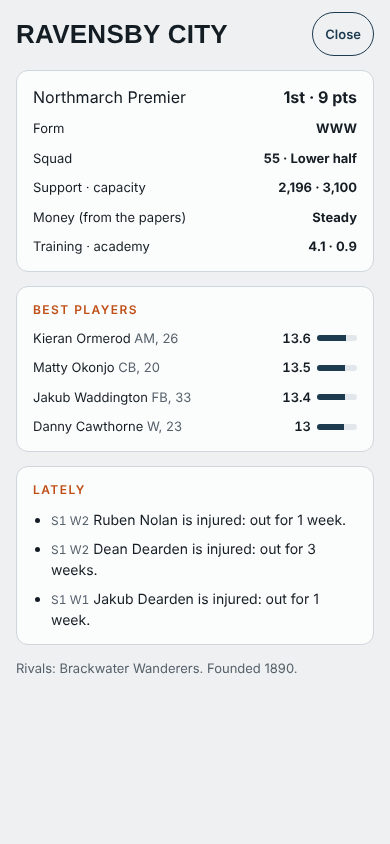 RAVENSBY CITY
Close
Northmarch Premier 1st · 9 pts
Form WWW
Squad 55 · Lower half
Support · capacity 2,196 · 3,100
Money (from the papers) Steady
Training · academy 4.1 · 0.9
BEST PLAYERS
Kieran Ormerod AM, 26 13.6
Matty Okonjo CB, 20 13.5
Jakub Waddington FB, 33 13.4
Danny Cawthorne W, 23 13
LATELY
• S1 W2 Ruben Nolan is injured: out for 1 week.
• S1 W2 Dean Dearden is injured: out for 3
weeks.
• S1 W1 Jakub Dearden is injured: out for 1
week.
Rivals: Brackwater Wanderers. Founded 1890.